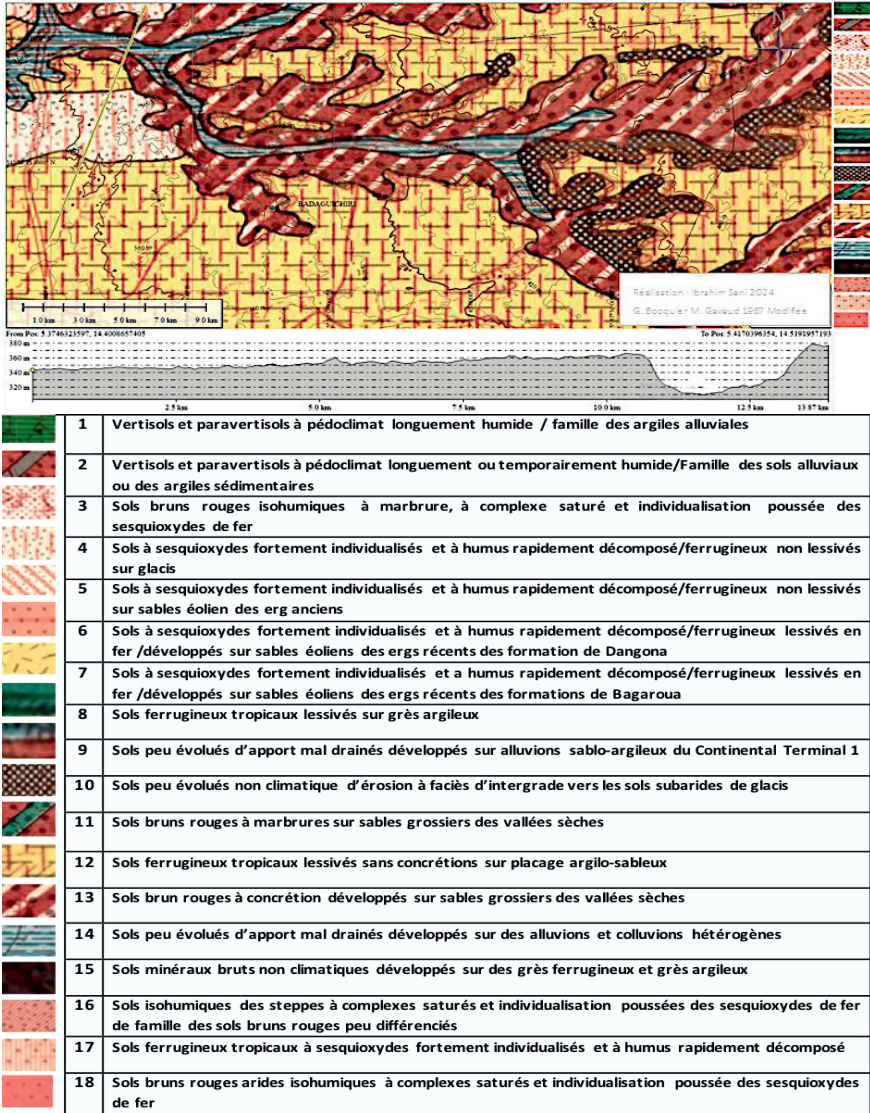 N
BADAGUICHIRI
Réalisation : Ibrahim Sani 2024
G. Bocquier M. Gavaud 1967 Modifiée
1.0 km 3.0 km 5.0 km 7.0 km 9.0 km
From Pos: 5.3746323597, 14.4008657405 To Pos: 5.4170396354, 14.5191957193
380 m
360 m
340 m
320 m
2.5 km 5.0 km 7.5 km 10.0 km 12.5 km 13.87 km
1 Vertisols et paravertisols à pédoclimat longuement humide / famille des argiles alluviales
2 Vertisols et paravertisols à pédoclimat longuement ou temporairement humide/Famille des sols alluviaux
ou des argiles sédimentaires
3 Sols bruns rouges isohumiques à marbrure, à complexe saturé et individualisation poussée des
sesquioxydes de fer
4 Sols à sesquioxydes fortement individualisés et à humus rapidement décomposé/ferrugineux non lessivés
sur glacis
5 Sols à sesquioxydes fortement individualisés et à humus rapidement décomposé/ferrugineux non lessivés
sur sables éolien des erg anciens
6 Sols à sesquioxydes fortement individualisés et à humus rapidement décomposé/ferrugineux lessivés en
fer /développés sur sables éoliens des ergs récents des formation de Dangona
7 Sols à sesquioxydes fortement individualisés et a humus rapidement décomposé/ferrugineux lessivés en
fer /développés sur sables éoliens des ergs récents des formations de Bagaroua
8 Sols ferrugineux tropicaux lessivés sur grès argileux
9 Sols peu évolués d’apport mal drainés développés sur alluvions sablo-argileux du Continental Terminal 1
10 Sols peu évolués non climatique d’érosion à faciès d’intergrade vers les sols subarides de glacis
11 Sols bruns rouges à marbrures sur sables grossiers des vallées sèches
12 Sols ferrugineux tropicaux lessivés sans concrétions sur placage argilo-sableux
13 Sols brun rouges à concrétion développés sur sables grossiers des vallées sèches
14 Sols peu évolués d’apport mal drainés développés sur des alluvions et colluvions hétérogènes
15 Sols minéraux bruts non climatiques développés sur des grès ferrugineux et grès argileux
16 Sols isohumiques des steppes à complexes saturés et individualisation poussées des sesquioxydes de fer
de famille des sols bruns rouges peu différenciés
17 Sols ferrugineux tropicaux à sesquioxydes fortement individualisés et à humus rapidement décomposé
18 Sols bruns rouges arides isohumiques à complexes saturés et individualisation poussée des sesquioxydes
de fer